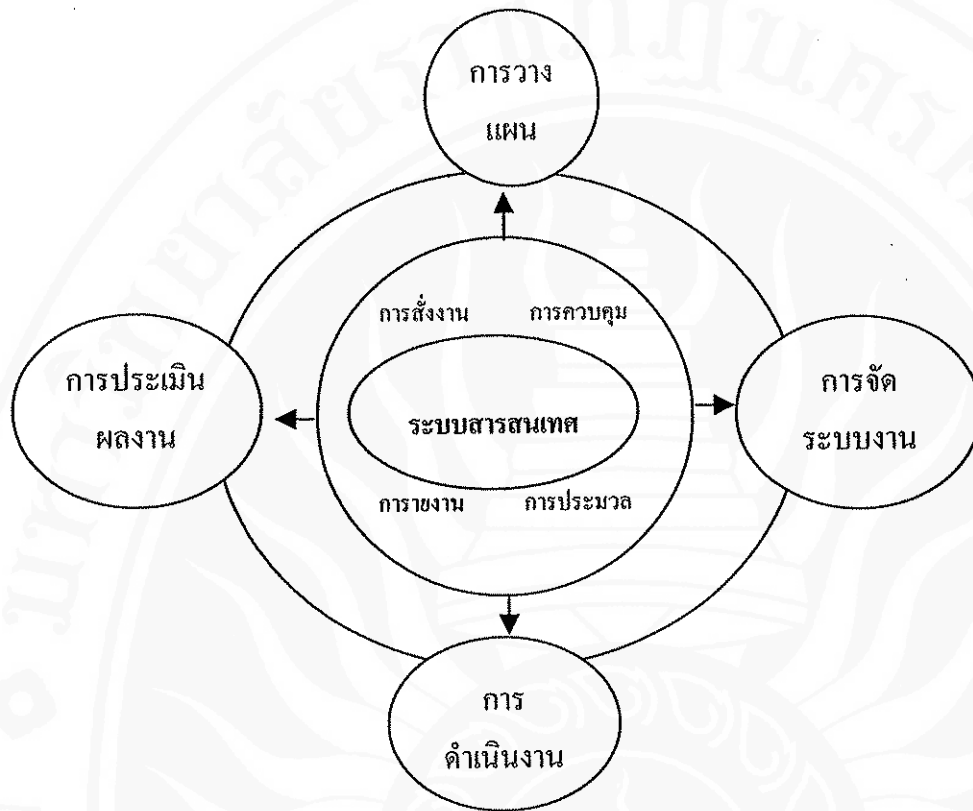 การวาง
แผน
การสั่งงาน การควบคุม
การประเมิน
ผลงาน
ระบบสารสนเทศ
การจัด
ระบบงาน
การายงาน การประมวล
การ
ดำเนินงาน